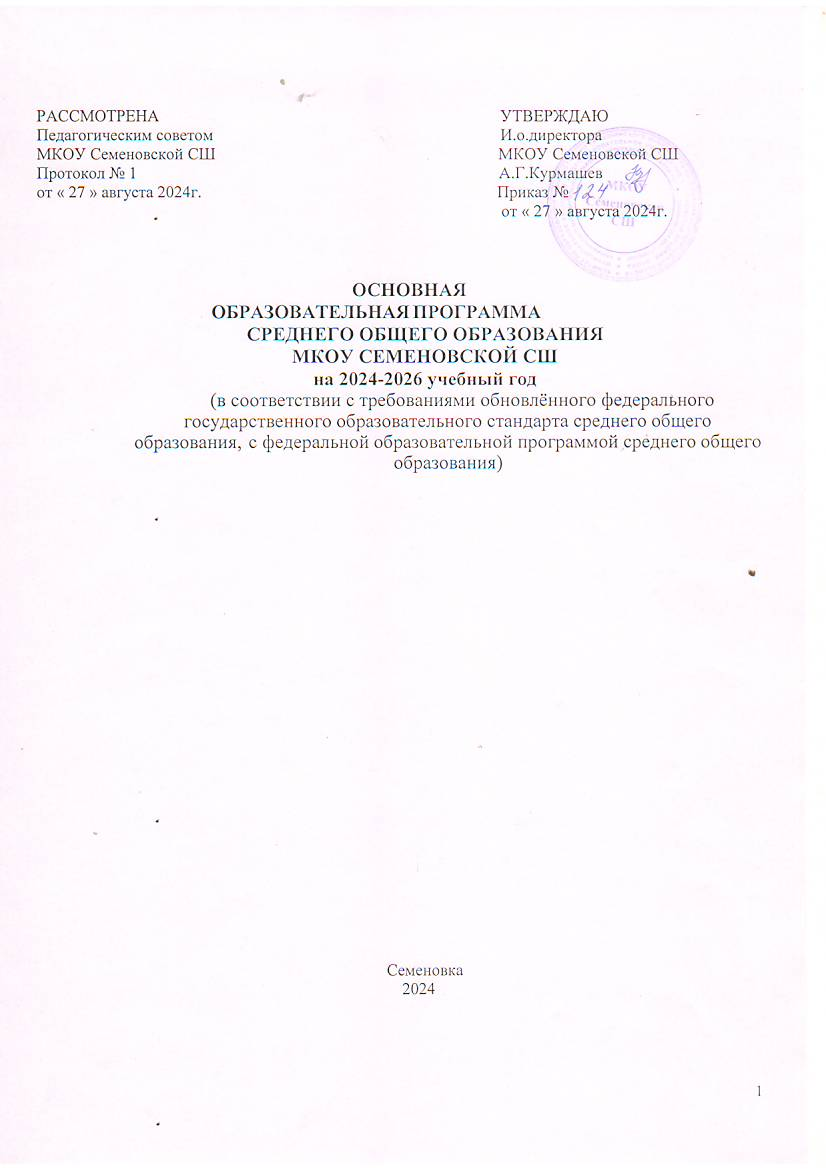 РАССМОТРЕНА
Педагогическим советом
МКОУ Семеновской СШ
Протокол № 1
от « 27 » августа 2024г.
УТВЕРЖДАЮ
И.о.директора
МКОУ Семеновской СШ
А.Г.Курмашев
Приказ № 124
от « 27 » августа 2024г.
МКОУ
Семеновская
СШ
ОСНОВНАЯ
ОБРАЗОВАТЕЛЬНАЯ ПРОГРАММА
СРЕДНЕГО ОБЩЕГО ОБРАЗОВАНИЯ
МКОУ СЕМЕНОВСКОЙ СШ
на 2024-2026 учебный год
(в соответствии с требованиями обновлённого федерального
государственного образовательного стандарта среднего общего
образования, с федеральной образовательной программой среднего общего
образования)
Семеновка
2024
1